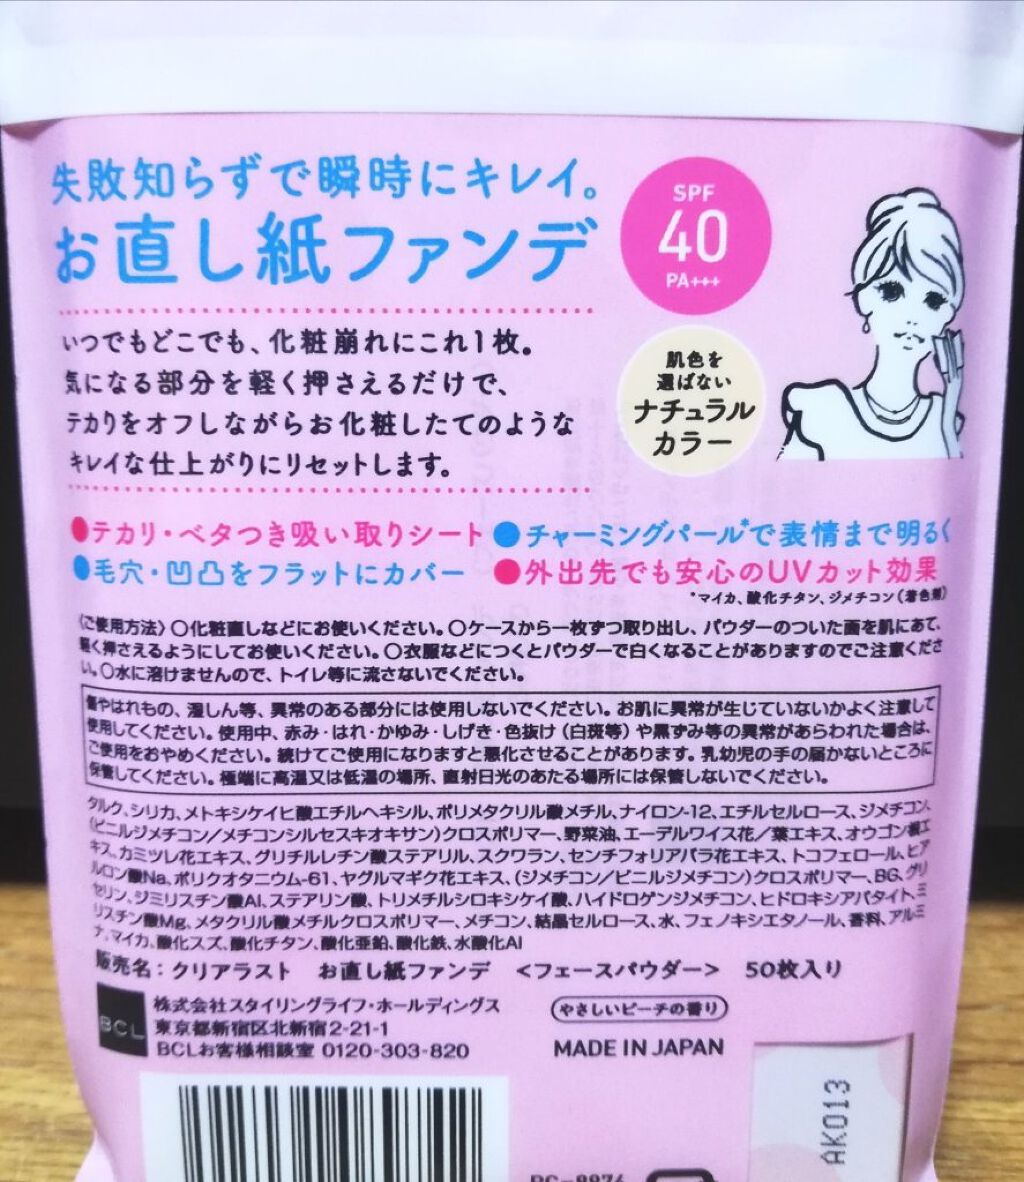 失敗知らずで瞬時にキレイ。
お直し紙ファンデ
SPF
40
PA+++
いつでもどこでも、化粧崩れにこれ1枚。
気になる部分を軽く押さえるだけで、
テカリをオフしながらお化粧したてのような
キレイな仕上がりにリセットします。
肌色を
選ばない
ナチュラル
カラー
●テカリ・ベタつき吸い取りシート ●チャーミングパール*で表情まで明るく
●毛穴・凹凸をフラットにカバー ●外出先でも安心のUVカット効果
*マイカ、酸化チタン、ジメチコン(着色剤)
〈ご使用方法〉○化粧直しなどにお使いください。○ケースから一枚ずつ取り出し、パウダーのついた面を肌にあて、
軽く押さえるようにしてお使いください。○衣服などにつくとパウダーで白くなることがありますのでご注意くださ
い。○水に溶けませんので、トイレ等に流さないでください。
傷やはれもの、湿しん等、異常のある部分には使用しないでください。お肌に異常が生じていないかよく注意して
使用してください。使用中、赤み・はれ・かゆみ・しげき・色抜け(白斑等)や黒ずみ等の異常があらわれた場合は、
ご使用をおやめください。続けてご使用になりますと悪化させることがあります。乳幼児の手の届かないところに
保管してください。極端に高温又は低温の場所、直射日光のあたる場所には保管しないでください。
タルク、シリカ、メトキシケイヒ酸エチルヘキシル、ポリメタクリル酸メチル、ナイロン-12、エチルセルロース、ジメチコン、
(ビニルジメチコン/メチコンシルセスキオキサン)クロスポリマー、野菜油、エーデルワイス花/葉エキス、オウゴン根エ
キス、カミツレ花エキス、グリチルレチン酸ステアリル、スクワラン、センチフォリアバラ花エキス、トコフェロール、ヒア
ルロン酸Na、ポリクオタニウム-61、ヤグルマギク花エキス、(ジメチコン/ビニルジメチコン)クロスポリマー、BG、グリ
セリン、ジミリスチン酸Al、ステアリン酸、トリメチルシロキシケイ酸、ハイドロゲンジメチコン、ヒドロキシアパタイト、ミ
リスチン酸Mg、メタクリル酸メチルクロスポリマー、メチコン、結晶セルロース、水、フェノキシエタノール、香料、アルミ
ナ、マイカ、酸化スズ、酸化チタン、酸化亜鉛、酸化鉄、水酸化Al
販売名:クリアラスト お直し紙ファンデ <フェースパウダー> 50枚入り
BCL
株式会社スタイリングライフ・ホールディングス
東京都新宿区北新宿2-21-1
BCLお客様相談室 0120-303-820
やさしいピーチの香り
MADE IN JAPAN
AK013